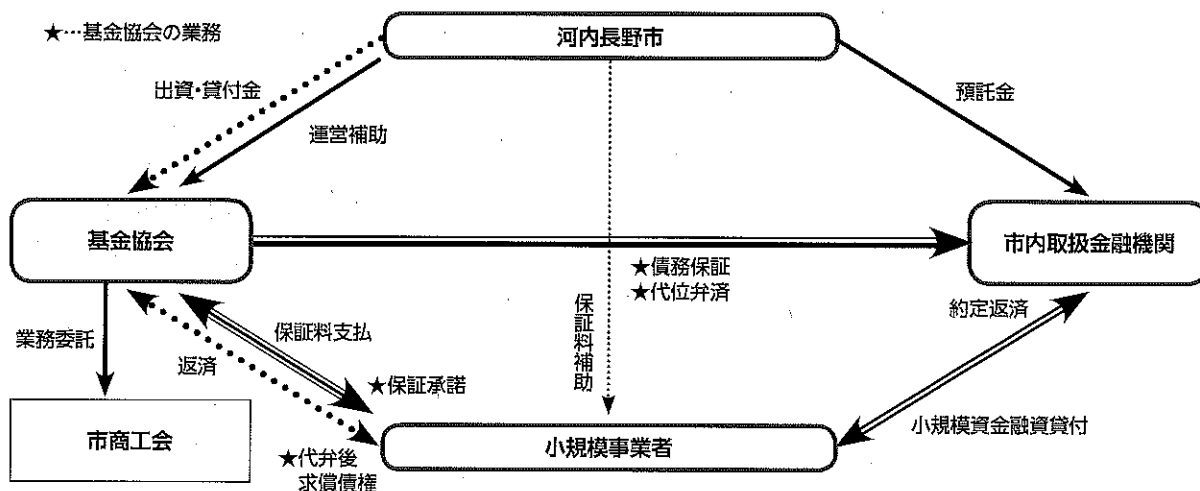 ★…基金協会の業務
河内長野市
出資・貸付金
預託金
運営補助
基金協会
市内取扱金融機関
★債務保証
★代位弁済
保証料補助
約定返済
業務委託
保証料支払
返済
★保証承諾
市商工会
小規模事業者
小規模資金融資貸付
★代弁後
求償債権